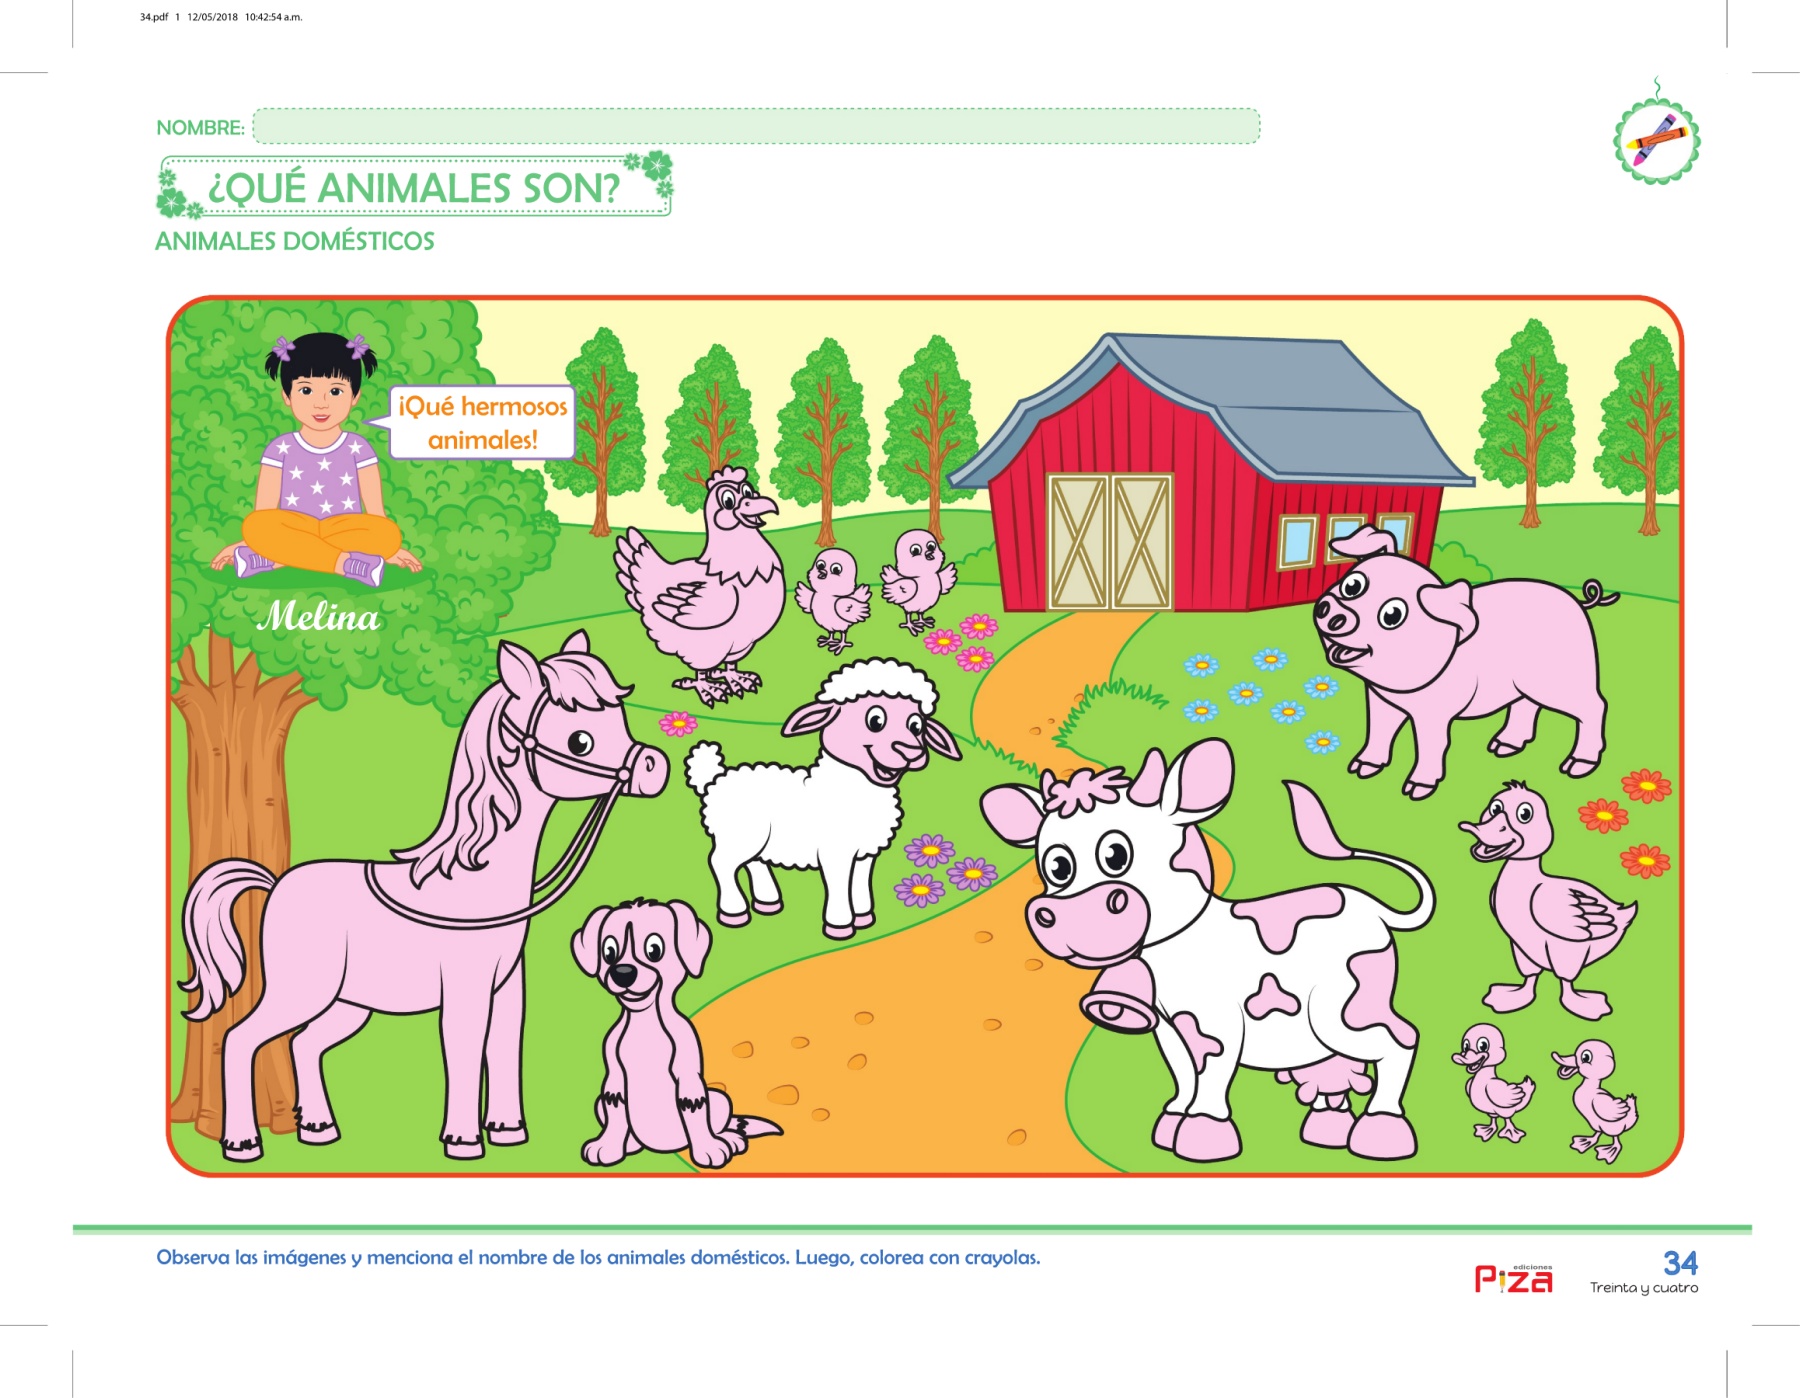 34.pdf 1 12/05/2018 10:42:54 a.m.
NOMBRE:
¿QUÉ ANIMALES SON?
ANIMALES DOMÉSTICOS
¡Qué hermosos
animales!
Melina
Observa las imágenes y menciona el nombre de los animales domésticos. Luego, colorea con crayolas.
ediciones
Piza
34
Treinta y cuatro